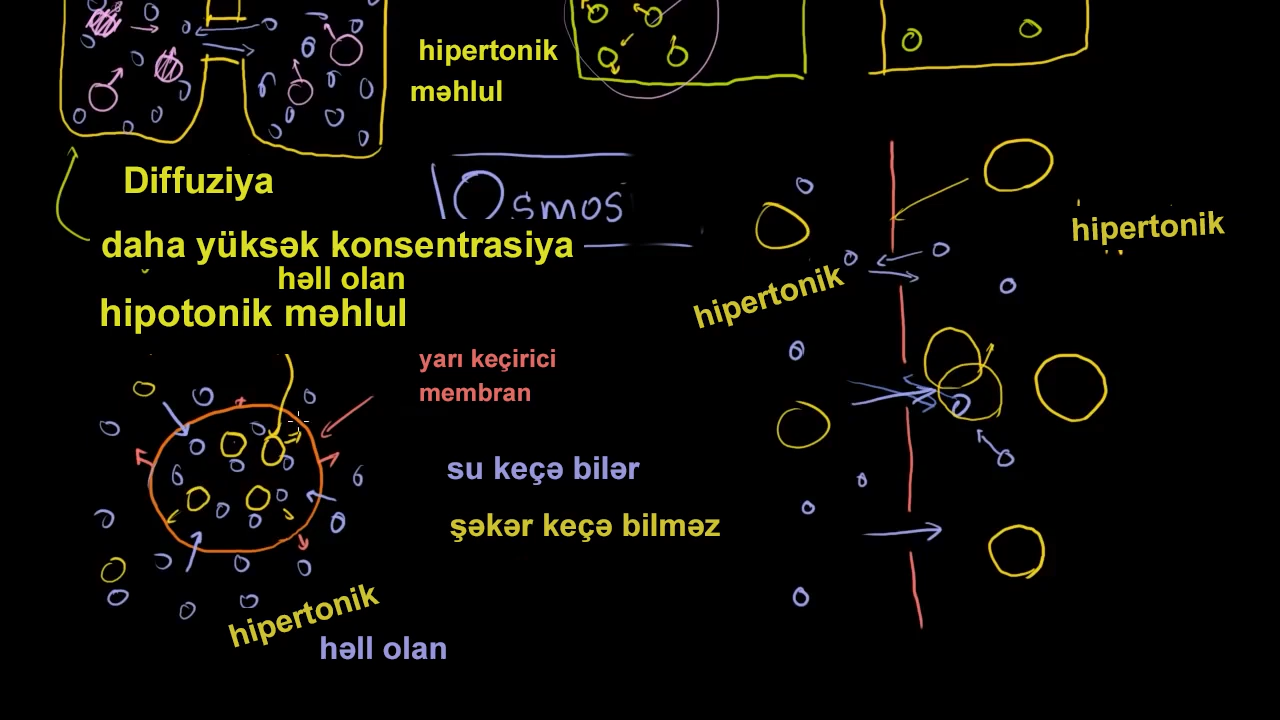 hipertonik
məhlul
Diffuziya
Osmos
daha yüksək konsentrasiya
həll olan
hipotonik məhlul
yarı keçirici
membran
su keçə bilər
şəkər keçə bilməz
hipertonik
həll olan
hipertonik
hipertonik